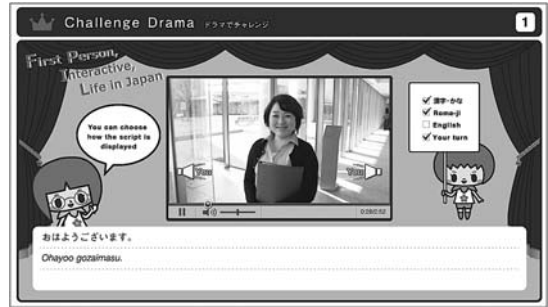 Challenge Drama ドラマでチャレンジ
1
First Person,
Interactive,
Life in Japan
You can choose
how the script is
displayed
漢字・かな
Roma-ji
English
Your turn
You
You
0:28/0:52
おはようございます。
Ohayoo gozaimasu.